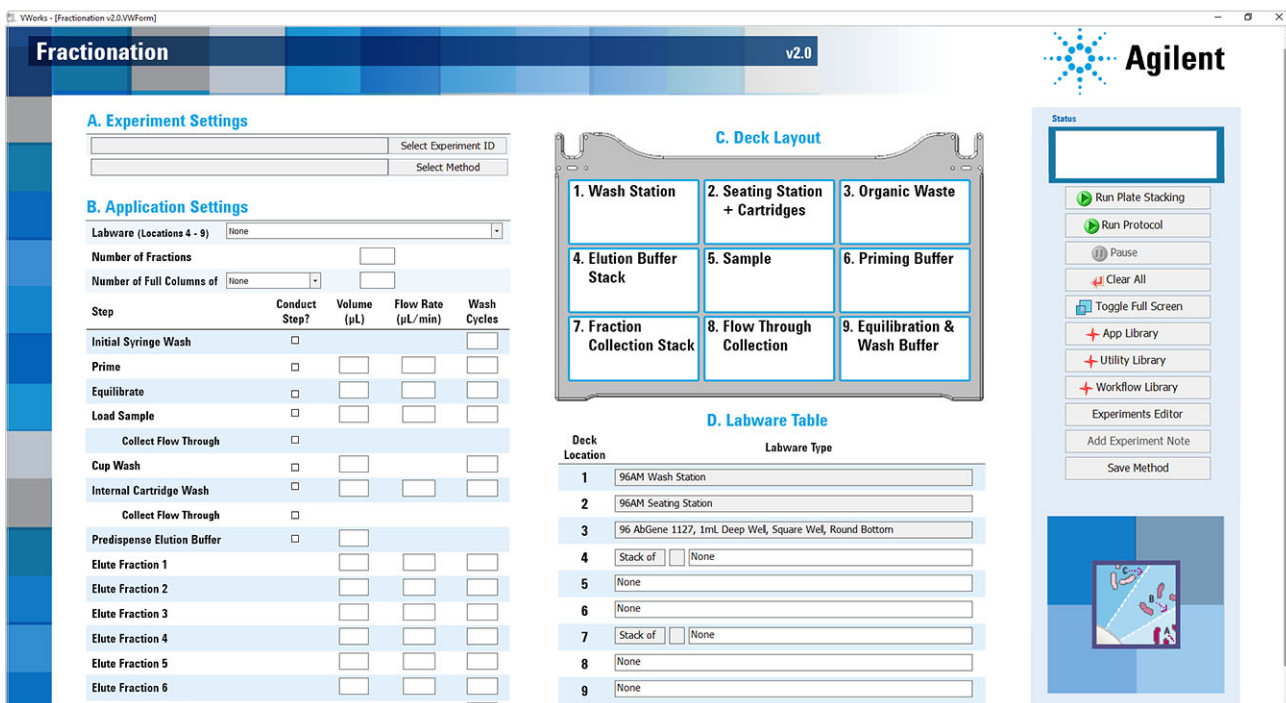 VWorks - [Fractionation v2.0.VWForm]
Fractionation
v2.0
Agilent
A. Experiment Settings
Select Experiment ID
Select Method
B. Application Settings
Labware (Locations 4 - 9) None
Number of Fractions
Number of Full Columns of None
Step Conduct Step? Volume (µL) Flow Rate (µL/min) Wash Cycles
Initial Syringe Wash
Prime
Equilibrate
Load Sample
Collect Flow Through
Cup Wash
Internal Cartridge Wash
Collect Flow Through
Predispense Elution Buffer
Elute Fraction 1
Elute Fraction 2
Elute Fraction 3
Elute Fraction 4
Elute Fraction 5
Elute Fraction 6
C. Deck Layout
1. Wash Station
2. Seating Station
+ Cartridges
3. Organic Waste
4. Elution Buffer
Stack
5. Sample
6. Priming Buffer
7. Fraction
Collection Stack
8. Flow Through
Collection
9. Equilibration &
Wash Buffer
D. Labware Table
Deck Location Labware Type
1 96AM Wash Station
2 96AM Seating Station
3 96 AbGene 1127, 1mL Deep Well, Square Well, Round Bottom
4 Stack of None
5 None
6 None
7 Stack of None
8 None
9 None
Status
Run Plate Stacking
Run Protocol
Pause
Clear All
Toggle Full Screen
App Library
Utility Library
Workflow Library
Experiments Editor
Add Experiment Note
Save Method
C
B
A